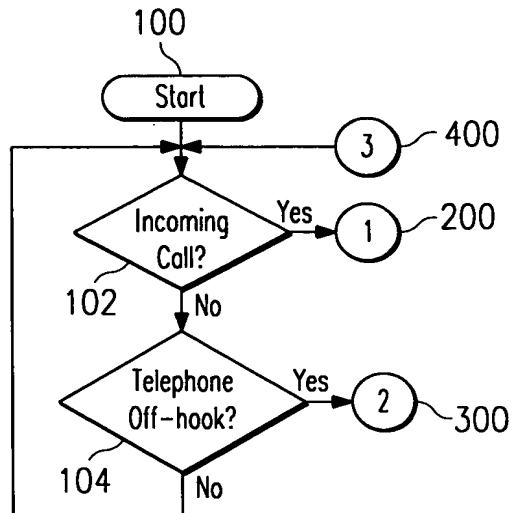 100
Start
3
400
Incoming
Call?
Yes
1
200
102
No
Telephone
Off-hook?
Yes
2
300
104
No